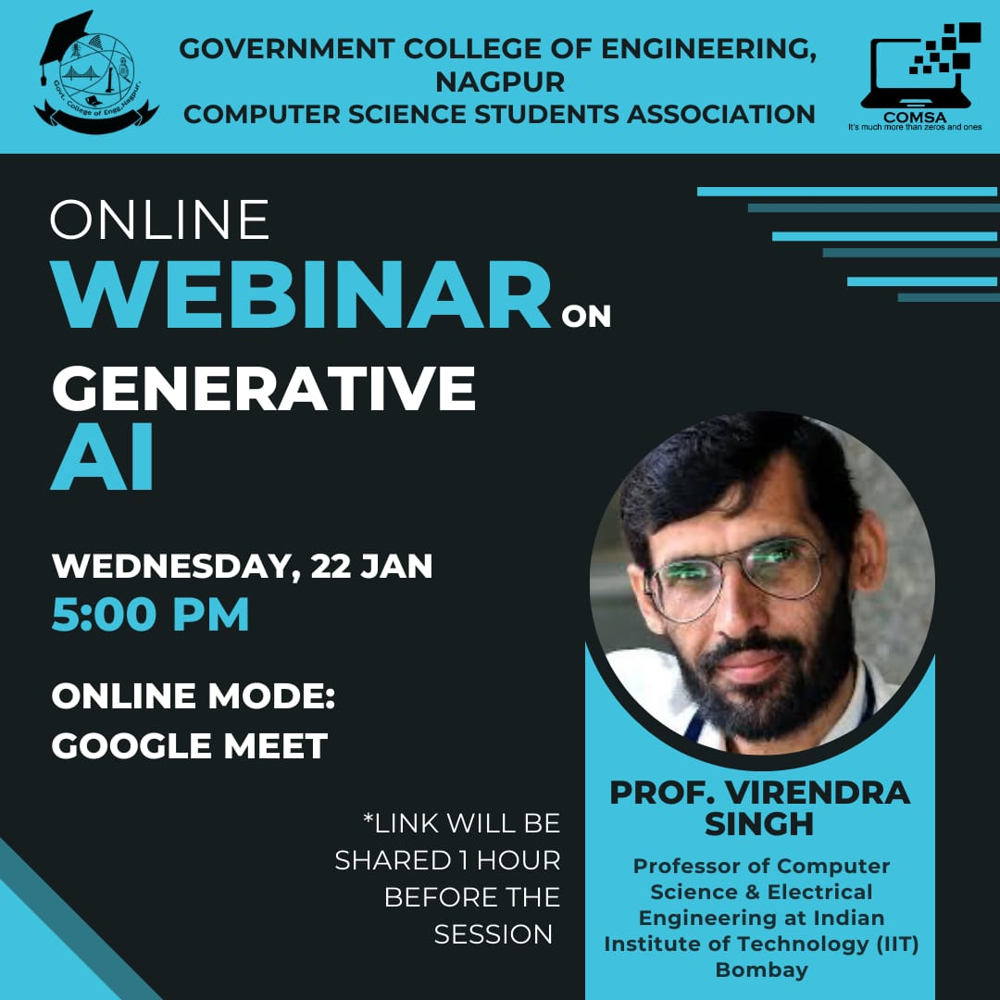 Govt. College of Engg.Nagpur.
GOVERNMENT COLLEGE OF ENGINEERING,
NAGPUR
COMPUTER SCIENCE STUDENTS ASSOCIATION
COMSA
It's much more than zeros and ones
ONLINE
WEBINAR ON
GENERATIVE
AI
WEDNESDAY, 22 JAN
5:00 PM
ONLINE MODE:
GOOGLE MEET
*LINK WILL BE
SHARED 1 HOUR
BEFORE THE
SESSION
PROF. VIRENDRA
SINGH
Professor of Computer
Science & Electrical
Engineering at Indian
Institute of Technology (IIT)
Bombay